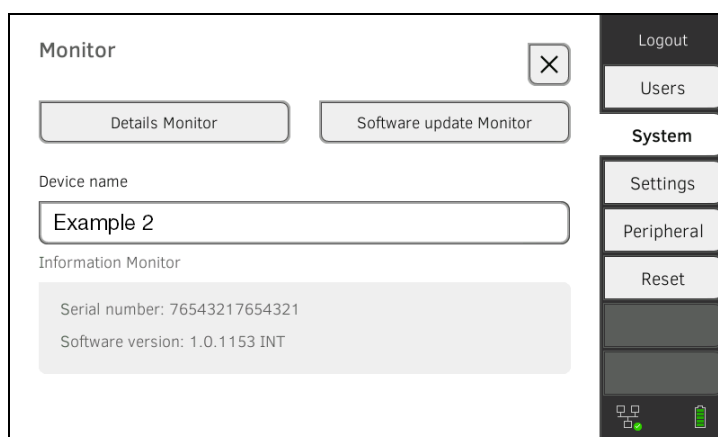 Monitor
Details Monitor
Software update Monitor
Device name
Example 2
Information Monitor
Serial number: 76543217654321
Software version: 1.0.1153 INT
Logout
Users
System
Settings
Peripheral
Reset